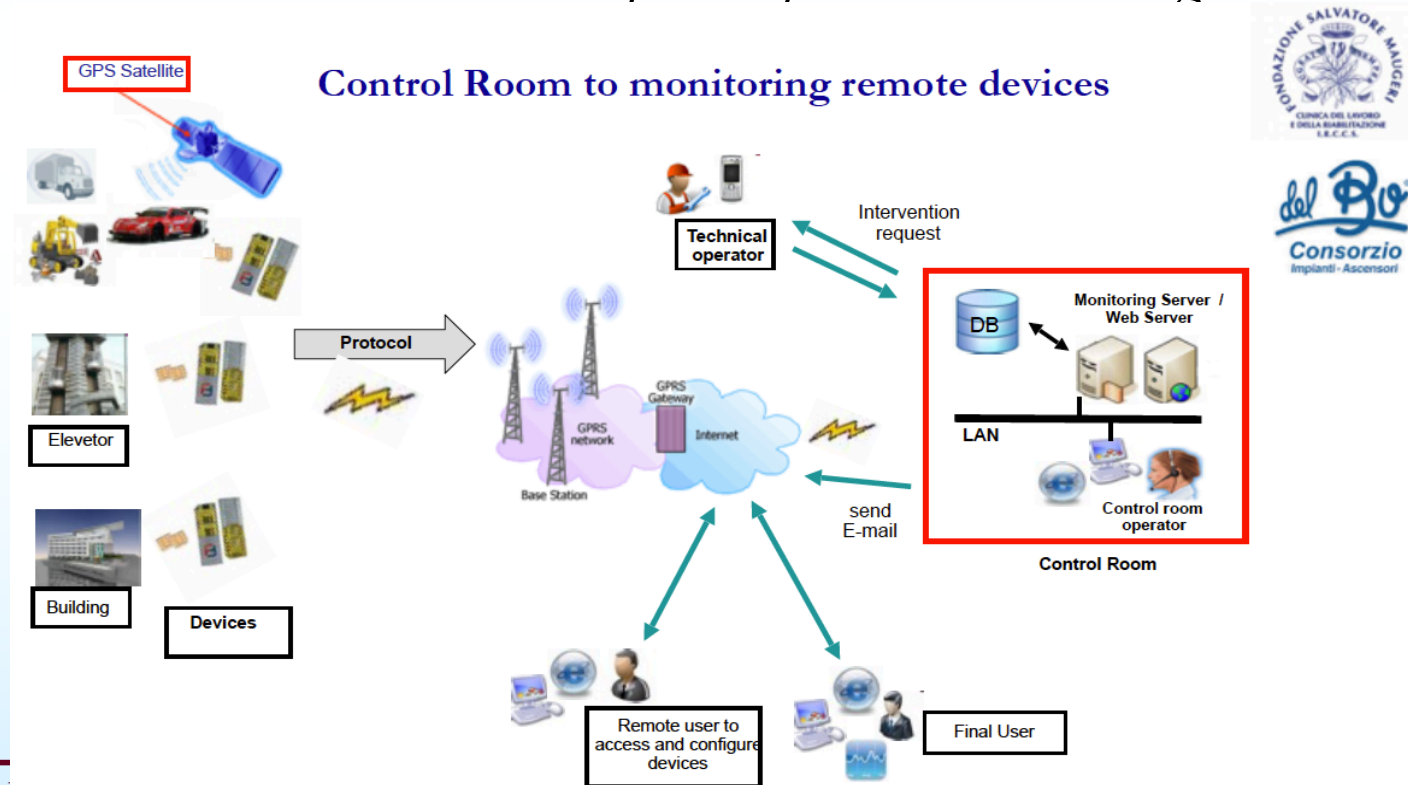 GPS Satellite
Control Room to monitoring remote devices
FONDAZIONE SALVATORE MAUGERI
CLINICA DEL LAVORO
E DELLA RIABILITAZIONE
I.R.C.C.S.
del Bo
Consorzio
Impianti - Ascensori
Technical
operator
Intervention
request
Protocol
DB
Monitoring Server /
Web Server
LAN
Control room
operator
Control Room
GPRS
Gateway
GPRS
network
Internet
Base Station
send
E-mail
Elevetor
Building
Devices
Remote user to
access and configure
devices
Final User